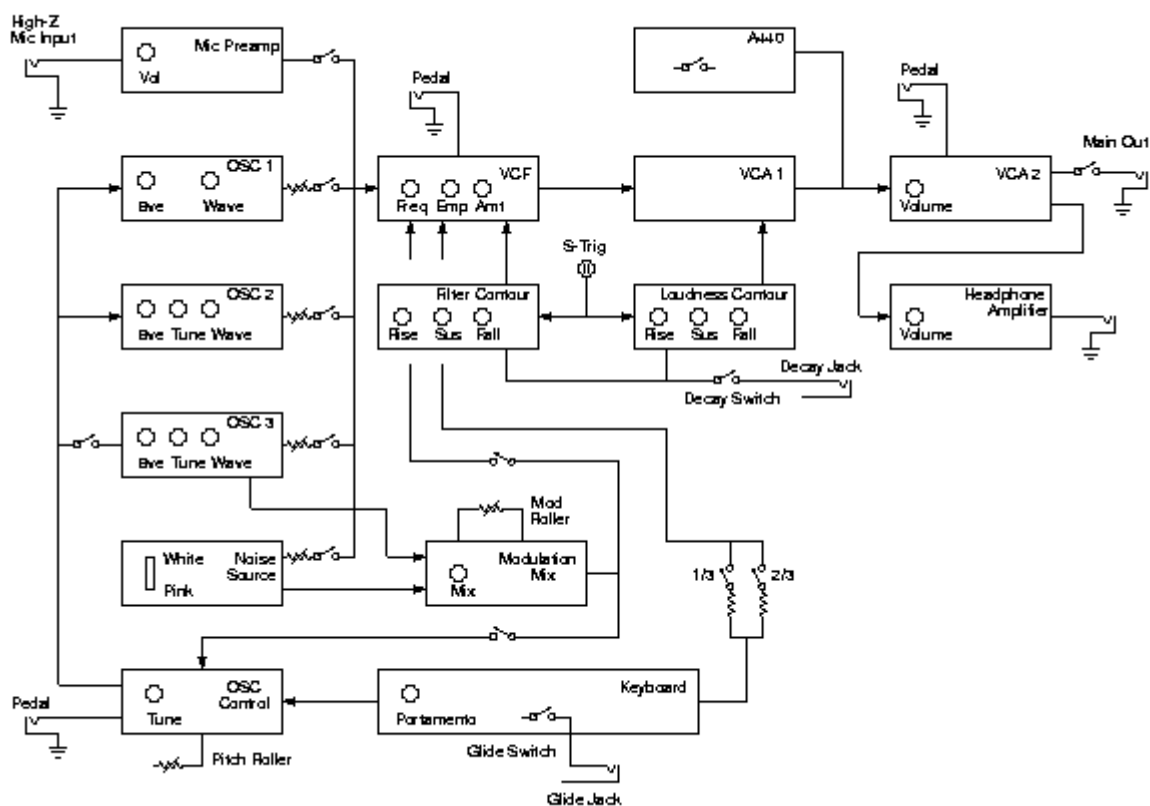 High-Z
Mic Input
Mic Preamp
Vol
A440
Pedal
Pedal
Main Out
OSC 1
8ve Wave
VCF
Freq Emp Amt
VCA 1
VCA 2
Volume
S-Trig
OSC 2
8ve Tune Wave
Filter Contour
Rise Sus Fall
Loudness Contour
Rise Sus Fall
Headphone
Amplifier
Volume
Decay Jack
Decay Switch
OSC 3
8ve Tune Wave
Mod
Roller
White
Pink
Noise
Source
Modulation
Mix
Mix
1/3
2/3
Pedal
OSC
Control
Tune
Keyboard
Portamento
Pitch Roller
Glide Switch
Glide Jack